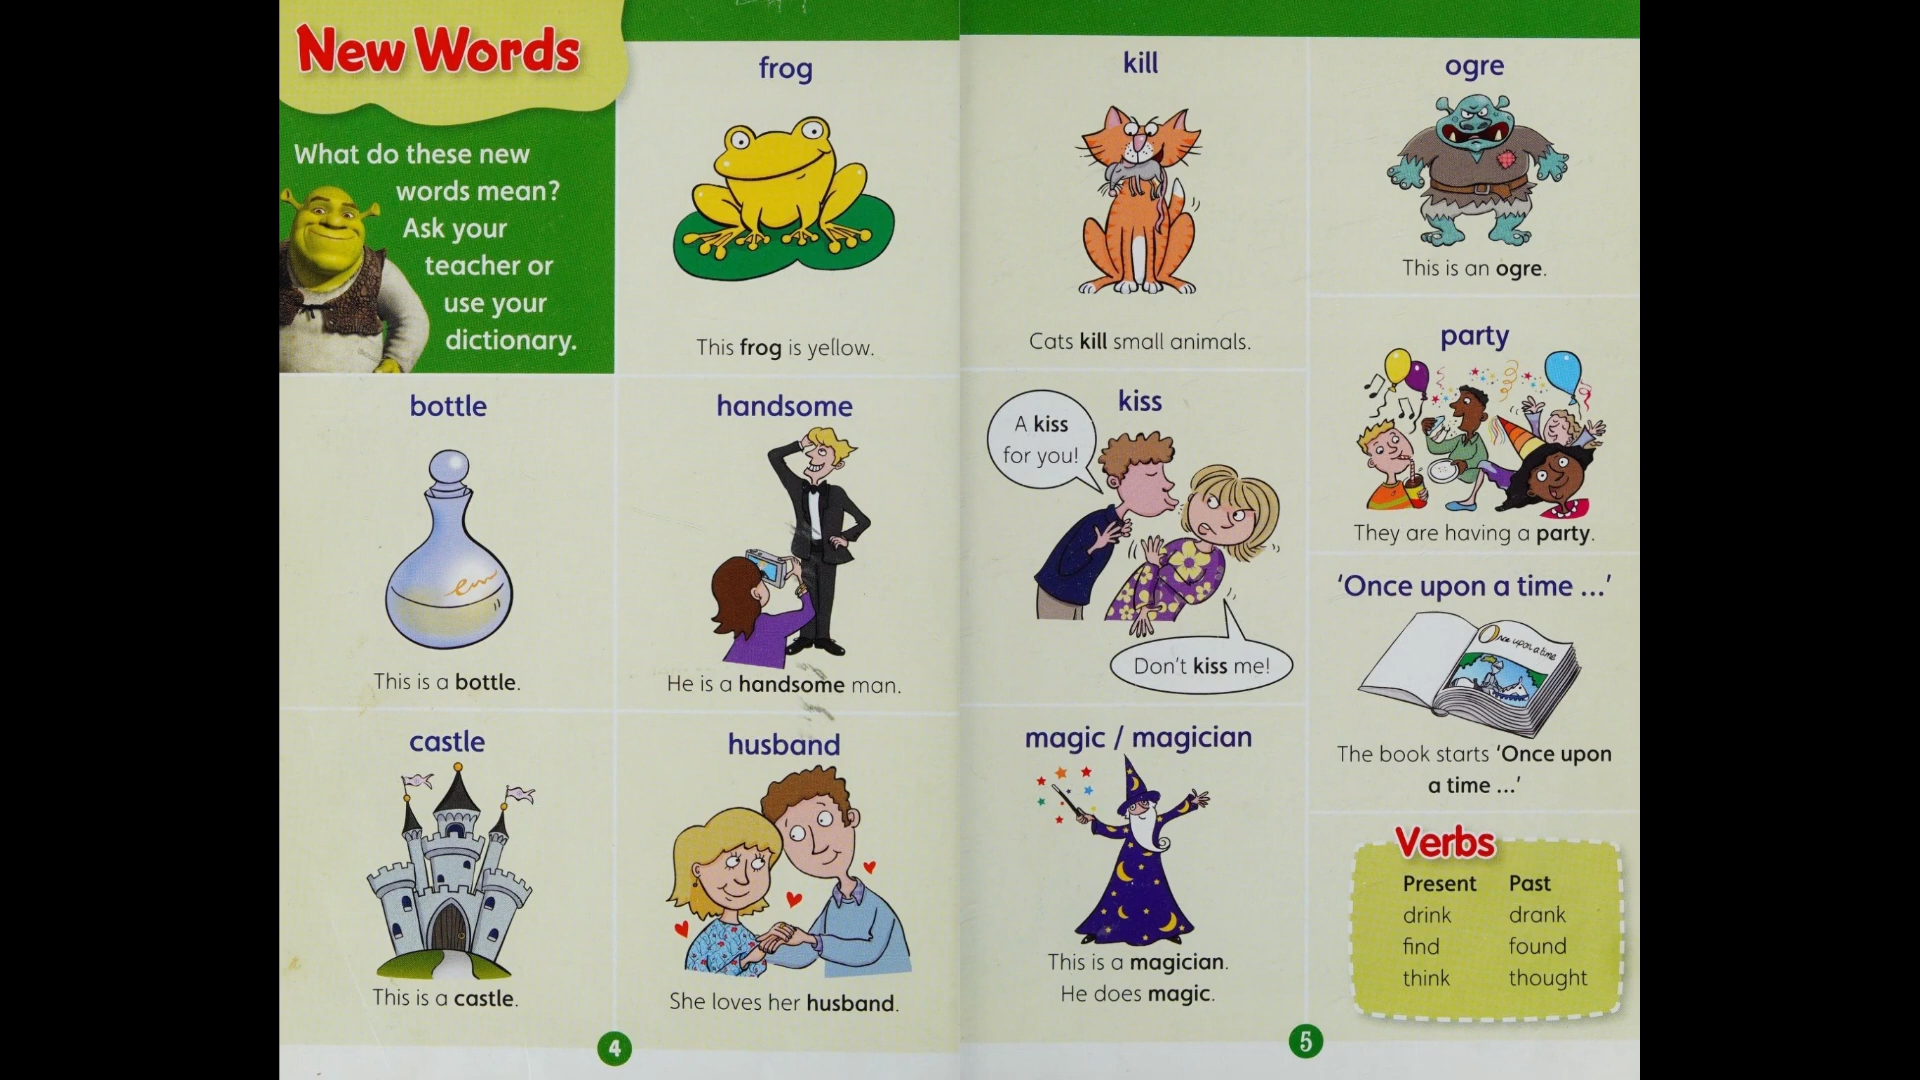 New Words
What do these new
words mean?
Ask your
teacher or
use your
dictionary.
frog
This frog is yellow.
bottle
This is a bottle.
handsome
He is a handsome man.
castle
This is a castle.
husband
She loves her husband.
4
kill
Cats kill small animals.
kiss
A kiss
for you!
Don't kiss me!
magic / magician
This is a magician.
He does magic.
ogre
This is an ogre.
party
They are having a party.
‘Once upon a time ...’
Once upon a time
The book starts ‘Once upon
a time ...’
Verbs
Present Past
drink drank
find found
think thought
5